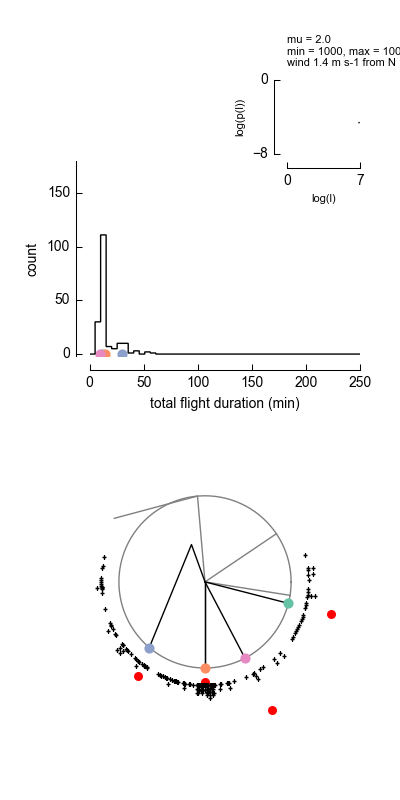 mu = 2.0
min = 1000, max = 100
wind 1.4 m s-1 from N
0
−8
log(p(l))
0 7
log(l)
150
100
50
0
count
0 50 100 150 200 250
total flight duration (min)